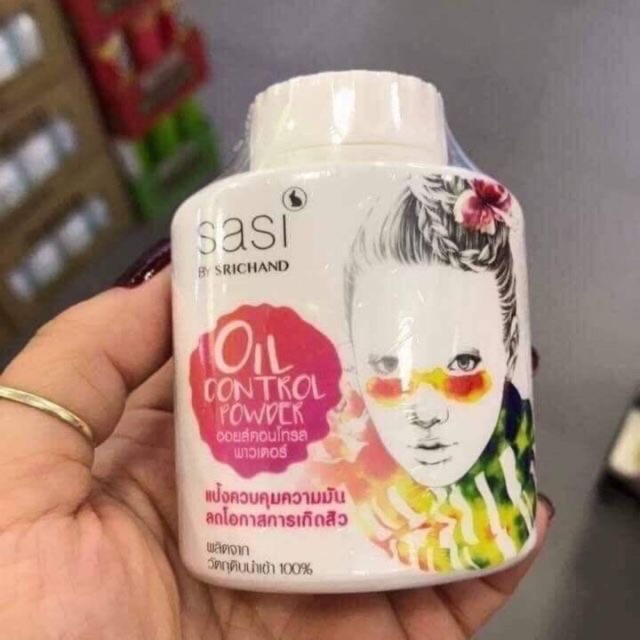 sasi
BY SRICHAND
OIL
CONTROL
POWDER
ออยล์คอนโทรล
พาวเดอร์
แป้งควบคุมความมัน
ลดโอกาสการเกิดสิว
ผลิตจาก
วัตถุดิบนำเข้า 100%